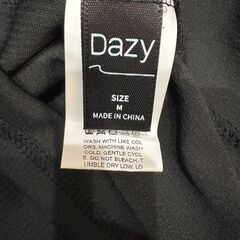 Dazy
SIZE
M
MADE IN CHINA
WASH WITH LIKE COL
ORS. MACHINE WASH
COLD, GENTLE CYCL
E. DO NOT BLEACH. T
UMBLE DRY LOW. LO